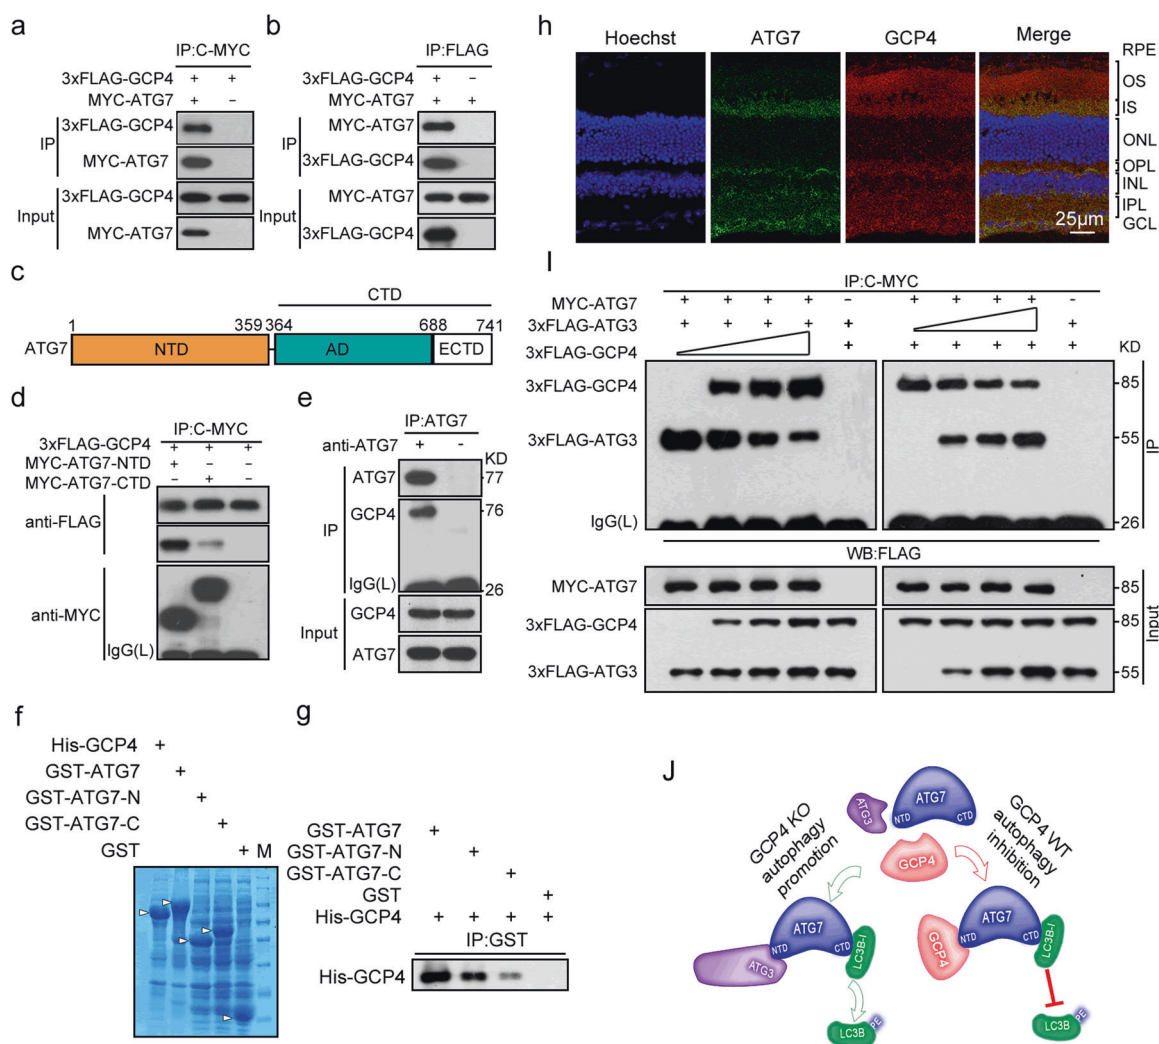 a
IP:C-MYC
3xFLAG-GCP4 + +
MYC-ATG7 + –
IP
3xFLAG-GCP4
MYC-ATG7
Input
3xFLAG-GCP4
MYC-ATG7
b
IP:FLAG
3xFLAG-GCP4 + –
MYC-ATG7 + +
IP
MYC-ATG7
3xFLAG-GCP4
Input
MYC-ATG7
3xFLAG-GCP4
c
CTD
1 359 364 688 741
ATG7 NTD AD ECTD
d
IP:C-MYC
3xFLAG-GCP4 + + +
MYC-ATG7-NTD + – –
MYC-ATG7-CTD – + –
anti-FLAG
anti-MYC
IgG(L)
e
IP:ATG7
anti-ATG7 + –
KD
IP
ATG7 77
GCP4 76
IgG(L)
26
Input
GCP4
ATG7
f
His-GCP4 +
GST-ATG7 +
GST-ATG7-N +
GST-ATG7-C +
GST + M
g
GST-ATG7 +
GST-ATG7-N +
GST-ATG7-C +
GST +
His-GCP4 + + + +
IP:GST
His-GCP4
h
Hoechst ATG7 GCP4 Merge
RPE
OS
IS
ONL
OPL
INL
IPL
GCL
25μm
I
IP:C-MYC
MYC-ATG7 + + + + – + + + + –
3xFLAG-ATG3 + + + + + +
3xFLAG-GCP4 + + + + + +
KD
3xFLAG-GCP4 85
3xFLAG-ATG3 55
IgG(L) 26
IP
WB:FLAG
MYC-ATG7 85
3xFLAG-GCP4 85
3xFLAG-ATG3 55
Input
J
ATG3
ATG7
NTD CTD
GCP4
GCP4 KO
autophagy
promotion
GCP4 WT
autophagy
inhibition
ATG7
NTD CTD
ATG3
LC3B-I
LC3B PE
ATG7
NTD CTD
GCP4
LC3B-I
LC3B PE